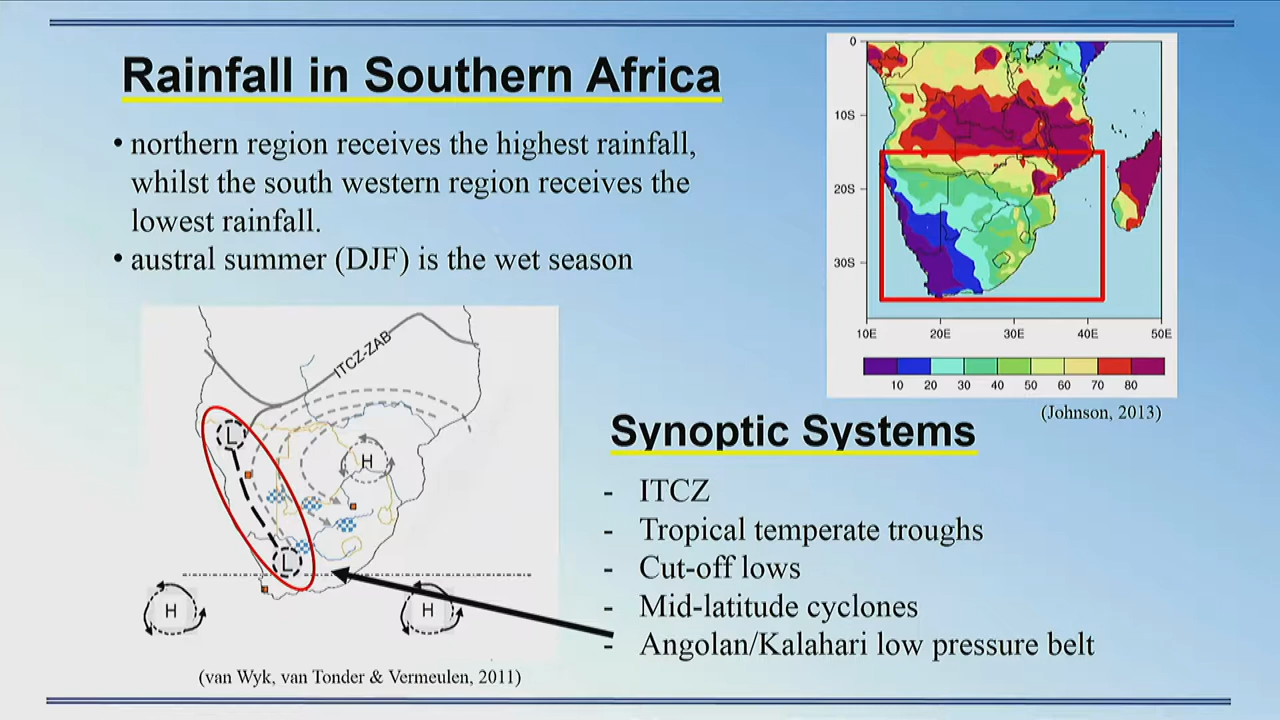 Rainfall in Southern Africa
• northern region receives the highest rainfall,
whilst the south western region receives the
lowest rainfall.
• austral summer (DJF) is the wet season
0
10S
20S
30S
10E 20E 30E 40E 50E
10 20 30 40 50 60 70 80
(Johnson, 2013)
ITCZ-ZAB
L
H
L
H
H
(van Wyk, van Tonder & Vermeulen, 2011)
Synoptic Systems
- ITCZ
- Tropical temperate troughs
- Cut-off lows
- Mid-latitude cyclones
- Angolan/Kalahari low pressure belt